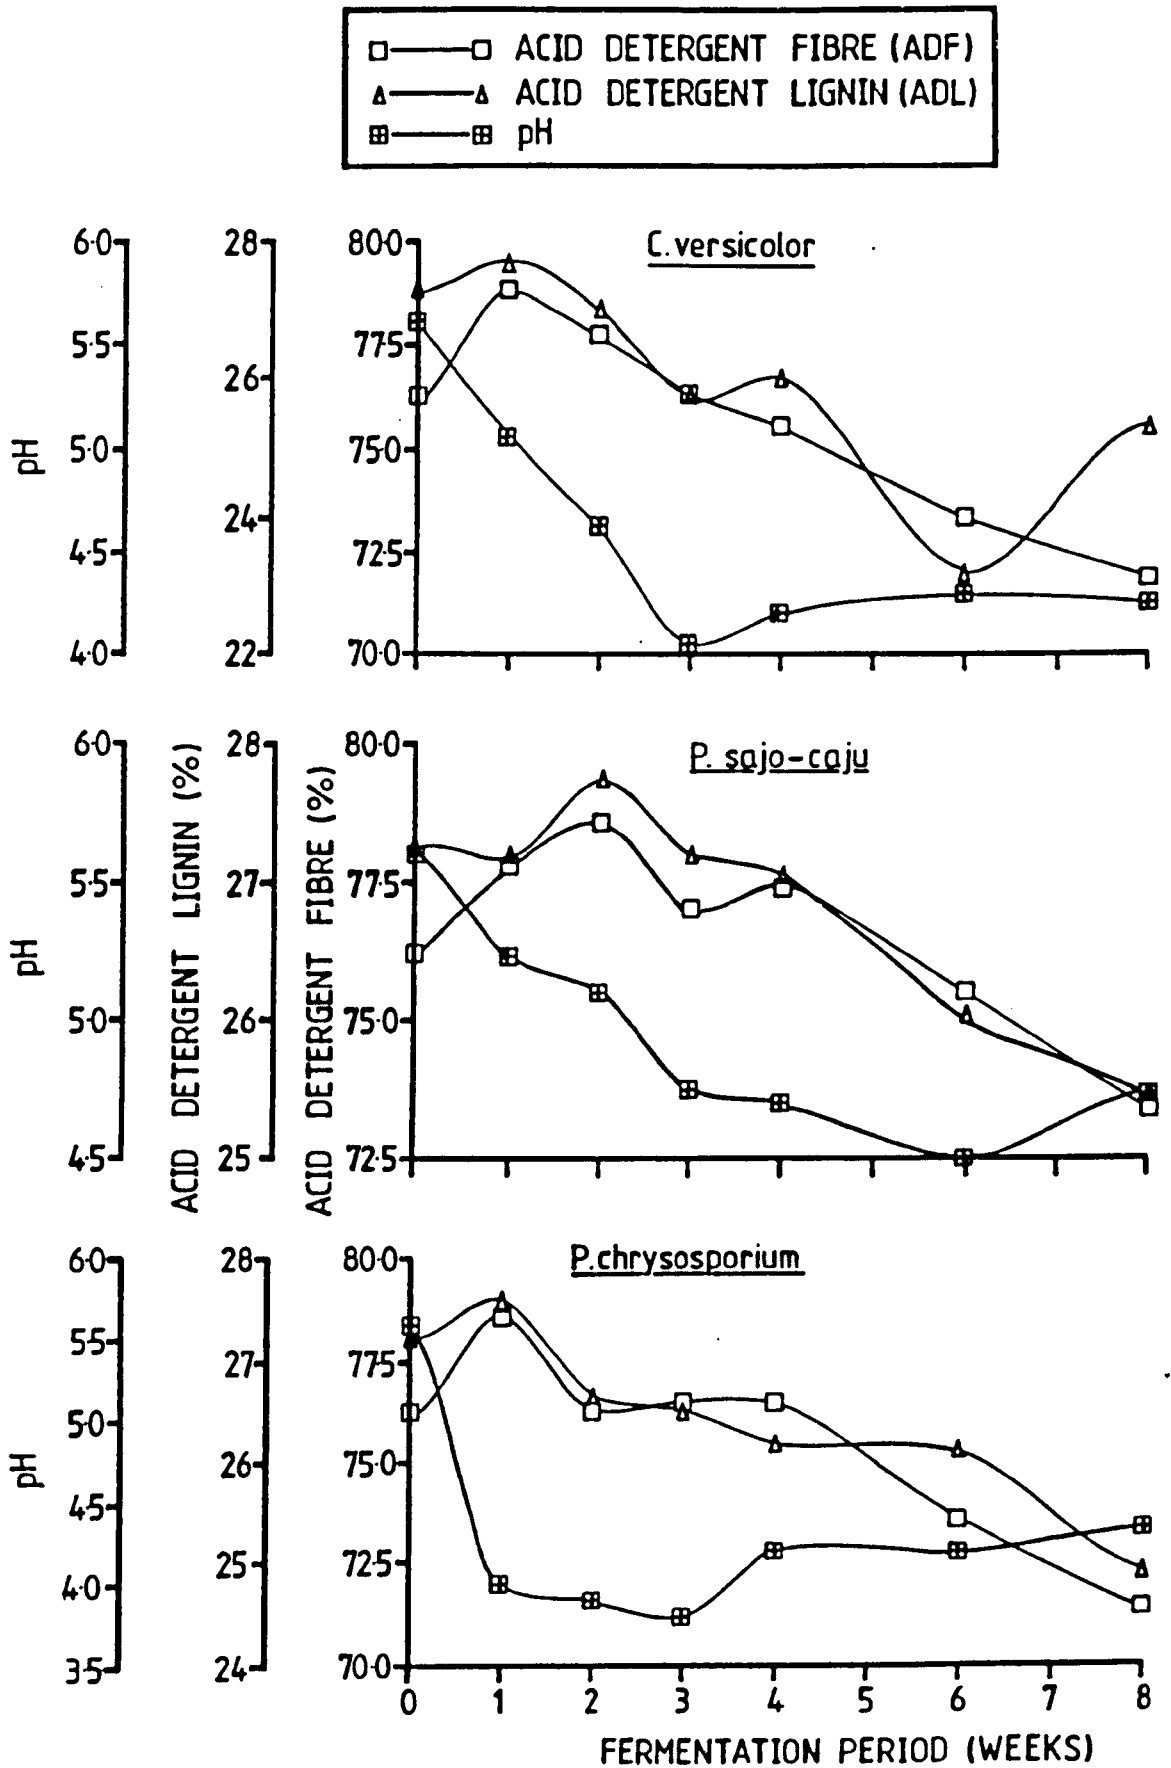 ACID DETERGENT FIBRE (ADF)
ACID DETERGENT LIGNIN (ADL)
pH
C. versicolor
6·0 28 80·0
5·5 77·5
26
5·0 75·0
24
4·5 72·5
4·0 22 70·0
pH
P. sajo-caju
6·0 28 80·0
5·5 27 77·5
5·0 26 75·0
4·5 25 72·5
pH
ACID DETERGENT LIGNIN (%)
ACID DETERGENT FIBRE (%)
P. chrysosporium
6·0 28 80·0
5·5
27 77·5
5·0
26 75·0
4·5
25 72·5
4·0
3·5 24 70·0
pH
0 1 2 3 4 6 7 8
FERMENTATION PERIOD (WEEKS)